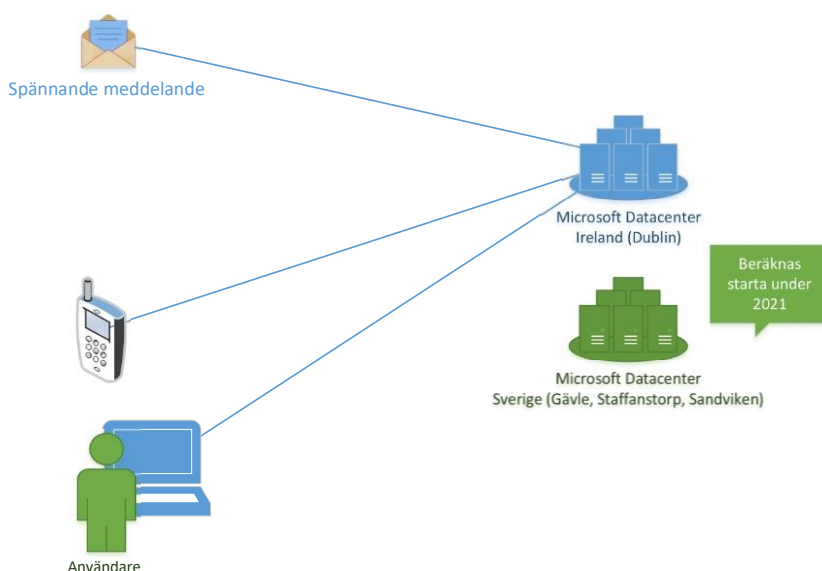 Spännande meddelande
Microsoft Datacenter
Ireland (Dublin)
Beräknas
starta under
2021
Microsoft Datacenter
Sverige (Gävle, Staffanstorp, Sandviken)
Användare